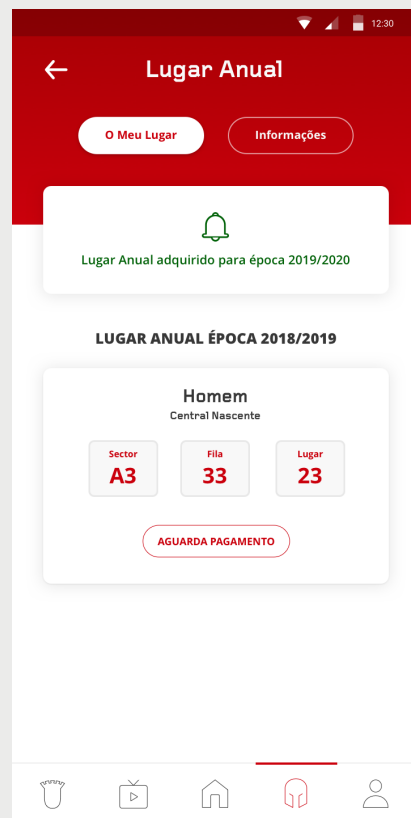 12:30
Lugar Anual
O Meu Lugar
Informações
Lugar Anual adquirido para época 2019/2020
LUGAR ANUAL ÉPOCA 2018/2019
Homem
Central Nascente
Sector
Fila
Lugar
A3
33
23
AGUARDA PAGAMENTO